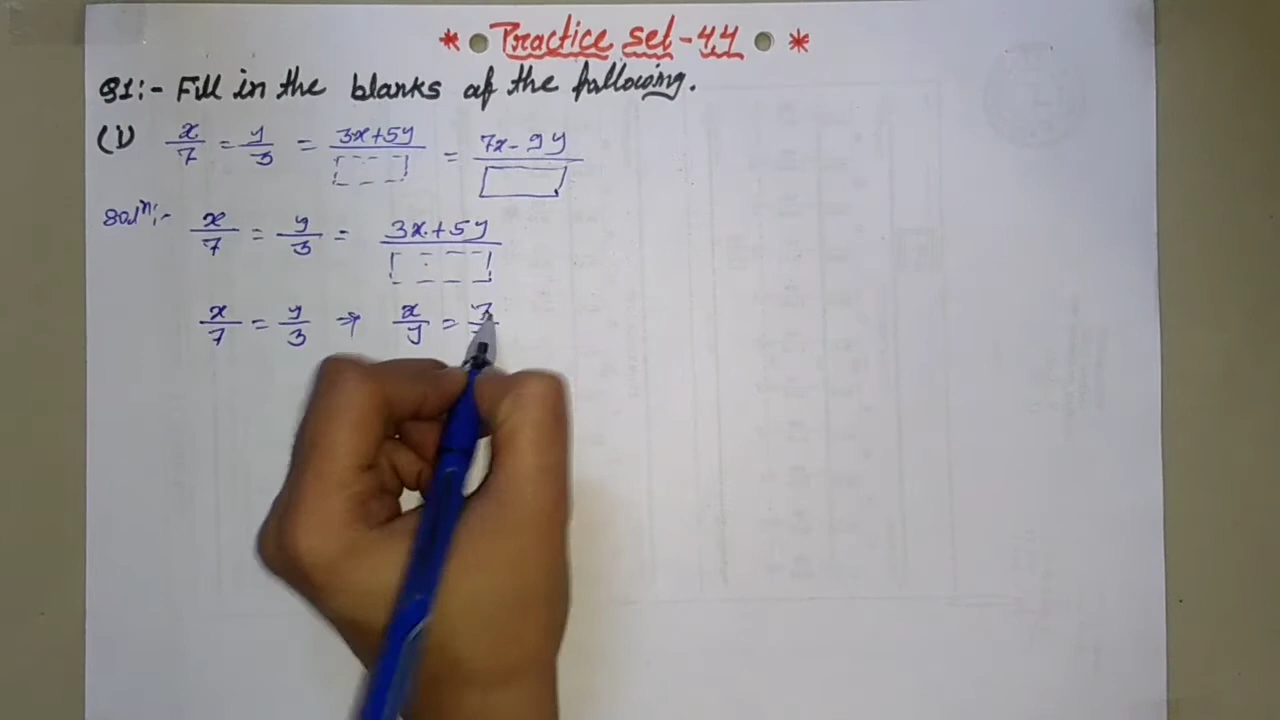 * Practice set - 4.4 *
Q1:- Fill in the blanks of the following.
(1) x/7 = y/3 = 3x+5y/[ ] = 7x-9y/[ ]
Solⁿ:- x/7 = y/3 = 3x+5y/[ ]
x/7 = y/3 ⇒ x/y = 7